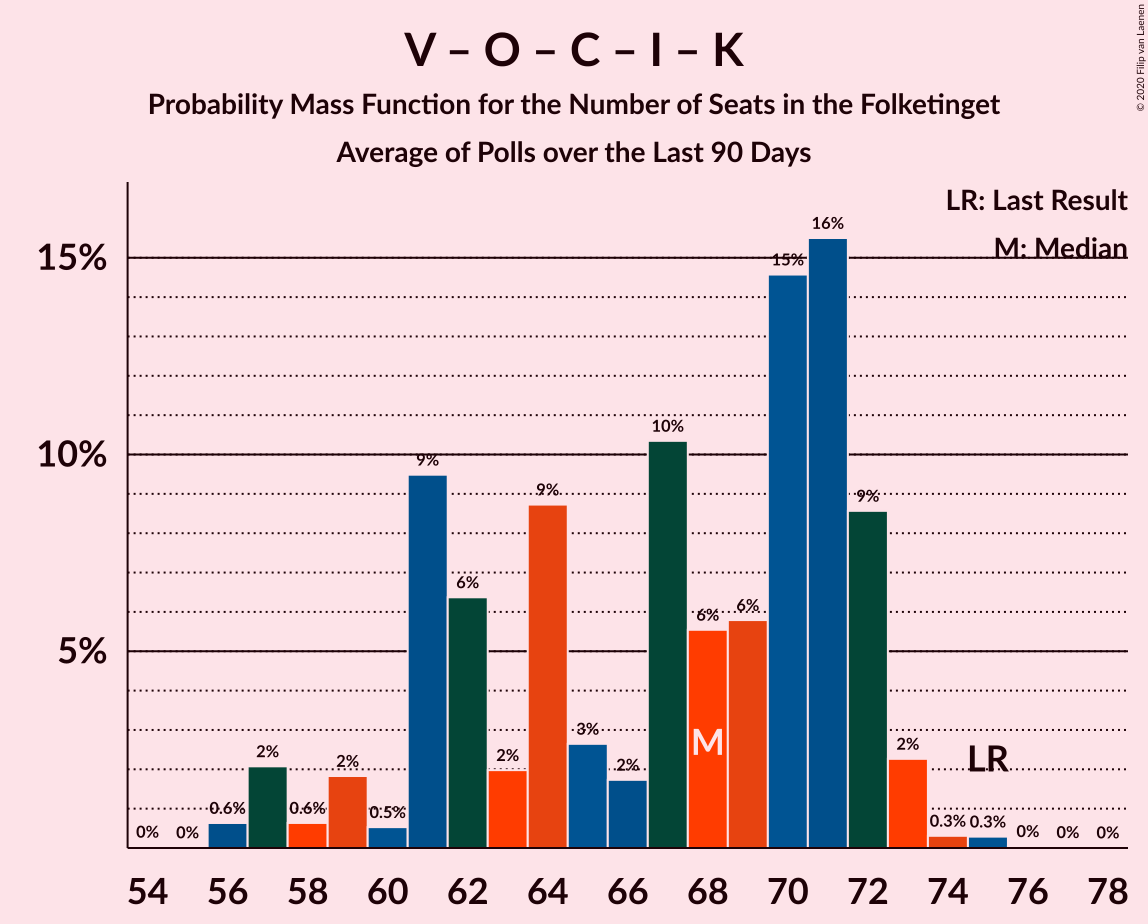 V – O – C – I – K
Probability Mass Function for the Number of Seats in the Folketinget
Average of Polls over the Last 90 Days
© 2020 Filip van Laenen
LR: Last Result
M: Median
15%
10%
5%
0% 0% 0.6% 2% 0.6% 2% 0.5% 9% 6% 2% 9% 3% 2% 10% 6% 6% 15% 16% 9% 2% 0.3% 0.3% 0% 0% 0%
M
LR
54 56 58 60 62 64 66 68 70 72 74 76 78